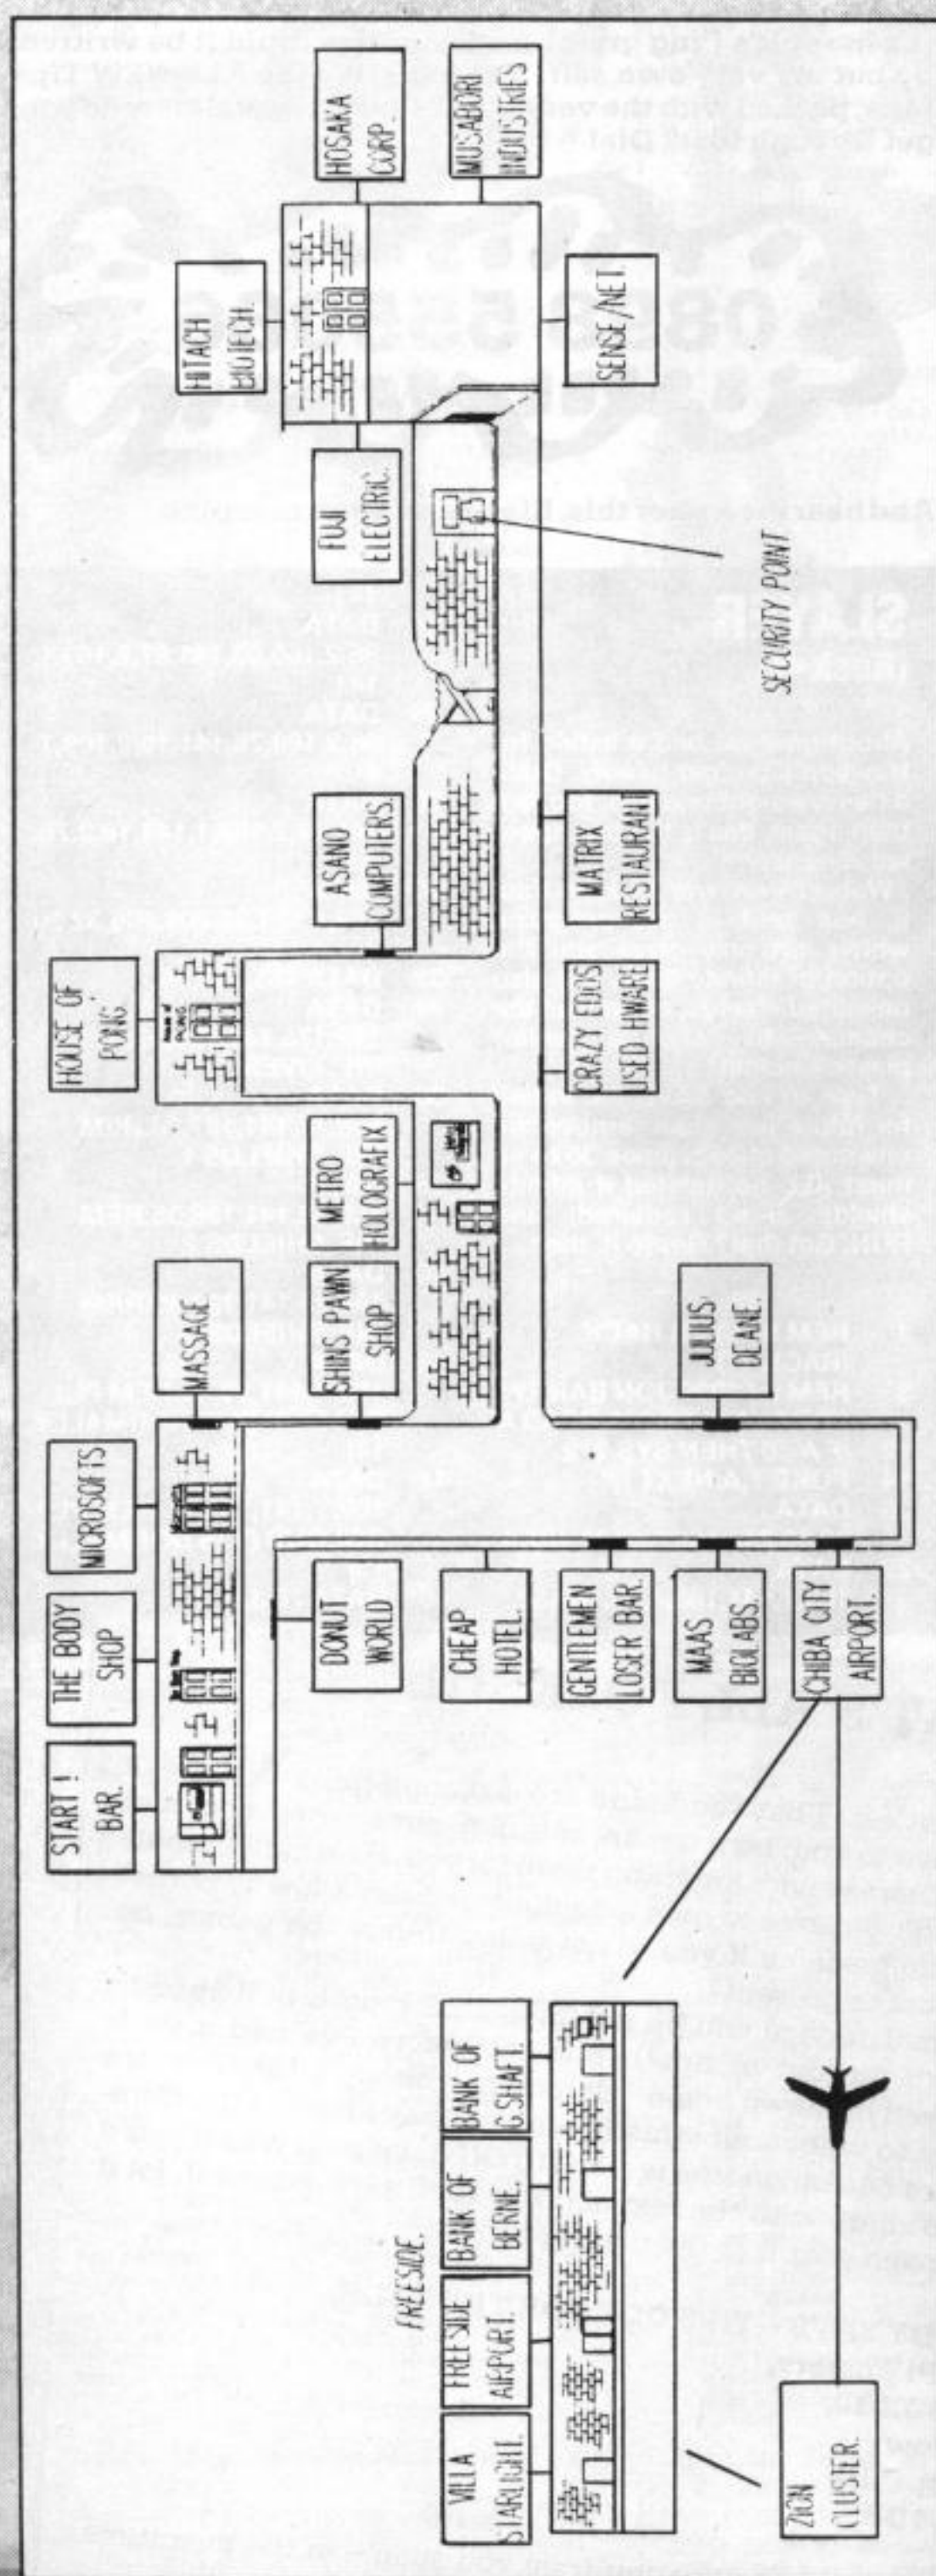 START !
BAR.
THE BODY
SHOP
MICROSOFTS
HOUSE OF
PONG
MASSAGE.
HITACH
BIOTECH.
DONUT
WORLD
SHINS PAWN
SHOP
METRO
HOLOGRAFIX
House of
PONG
ASANO
COMPUTERS.
FUJI
ELECTRIC.
HOSAKA
CORP.
MUSABORI
INDUSTRIES
FREESIDE.
VILLA
STARLIGHT.
FREESIDE
AIRPORT.
BANK OF
BERNE.
BANK OF
G.SHAFT.
CHEAP
HOTEL.
GENTLEMEN
LOSER BAR.
MAAS
BIOLABS.
CHIBA CITY
AIRPORT.
JULIUS
DEANE.
CRAZY EDOS
USED HWARE
MATRIX
RESTAURANT
SENSE/NET.
SECURITY POINT
ZION
CLUSTER.